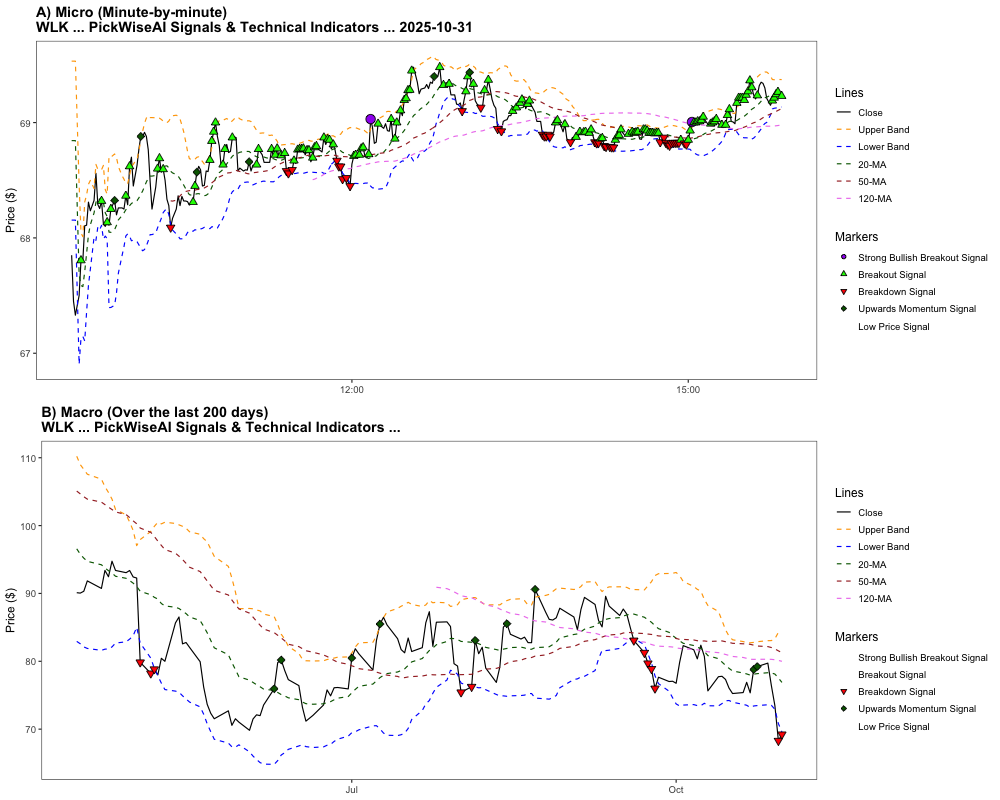 A) Micro (Minute-by-minute)
WLK ... PickWiseAI Signals & Technical Indicators ... 2025-10-31
Price ($)
69
68
67
12:00
15:00
Lines
Close
Upper Band
Lower Band
20-MA
50-MA
120-MA
Markers
Strong Bullish Breakout Signal
Breakout Signal
Breakdown Signal
Upwards Momentum Signal
Low Price Signal
B) Macro (Over the last 200 days)
WLK ... PickWiseAI Signals & Technical Indicators ...
Price ($)
110
100
90
80
70
Jul
Oct
Lines
Close
Upper Band
Lower Band
20-MA
50-MA
120-MA
Markers
Strong Bullish Breakout Signal
Breakout Signal
Breakdown Signal
Upwards Momentum Signal
Low Price Signal